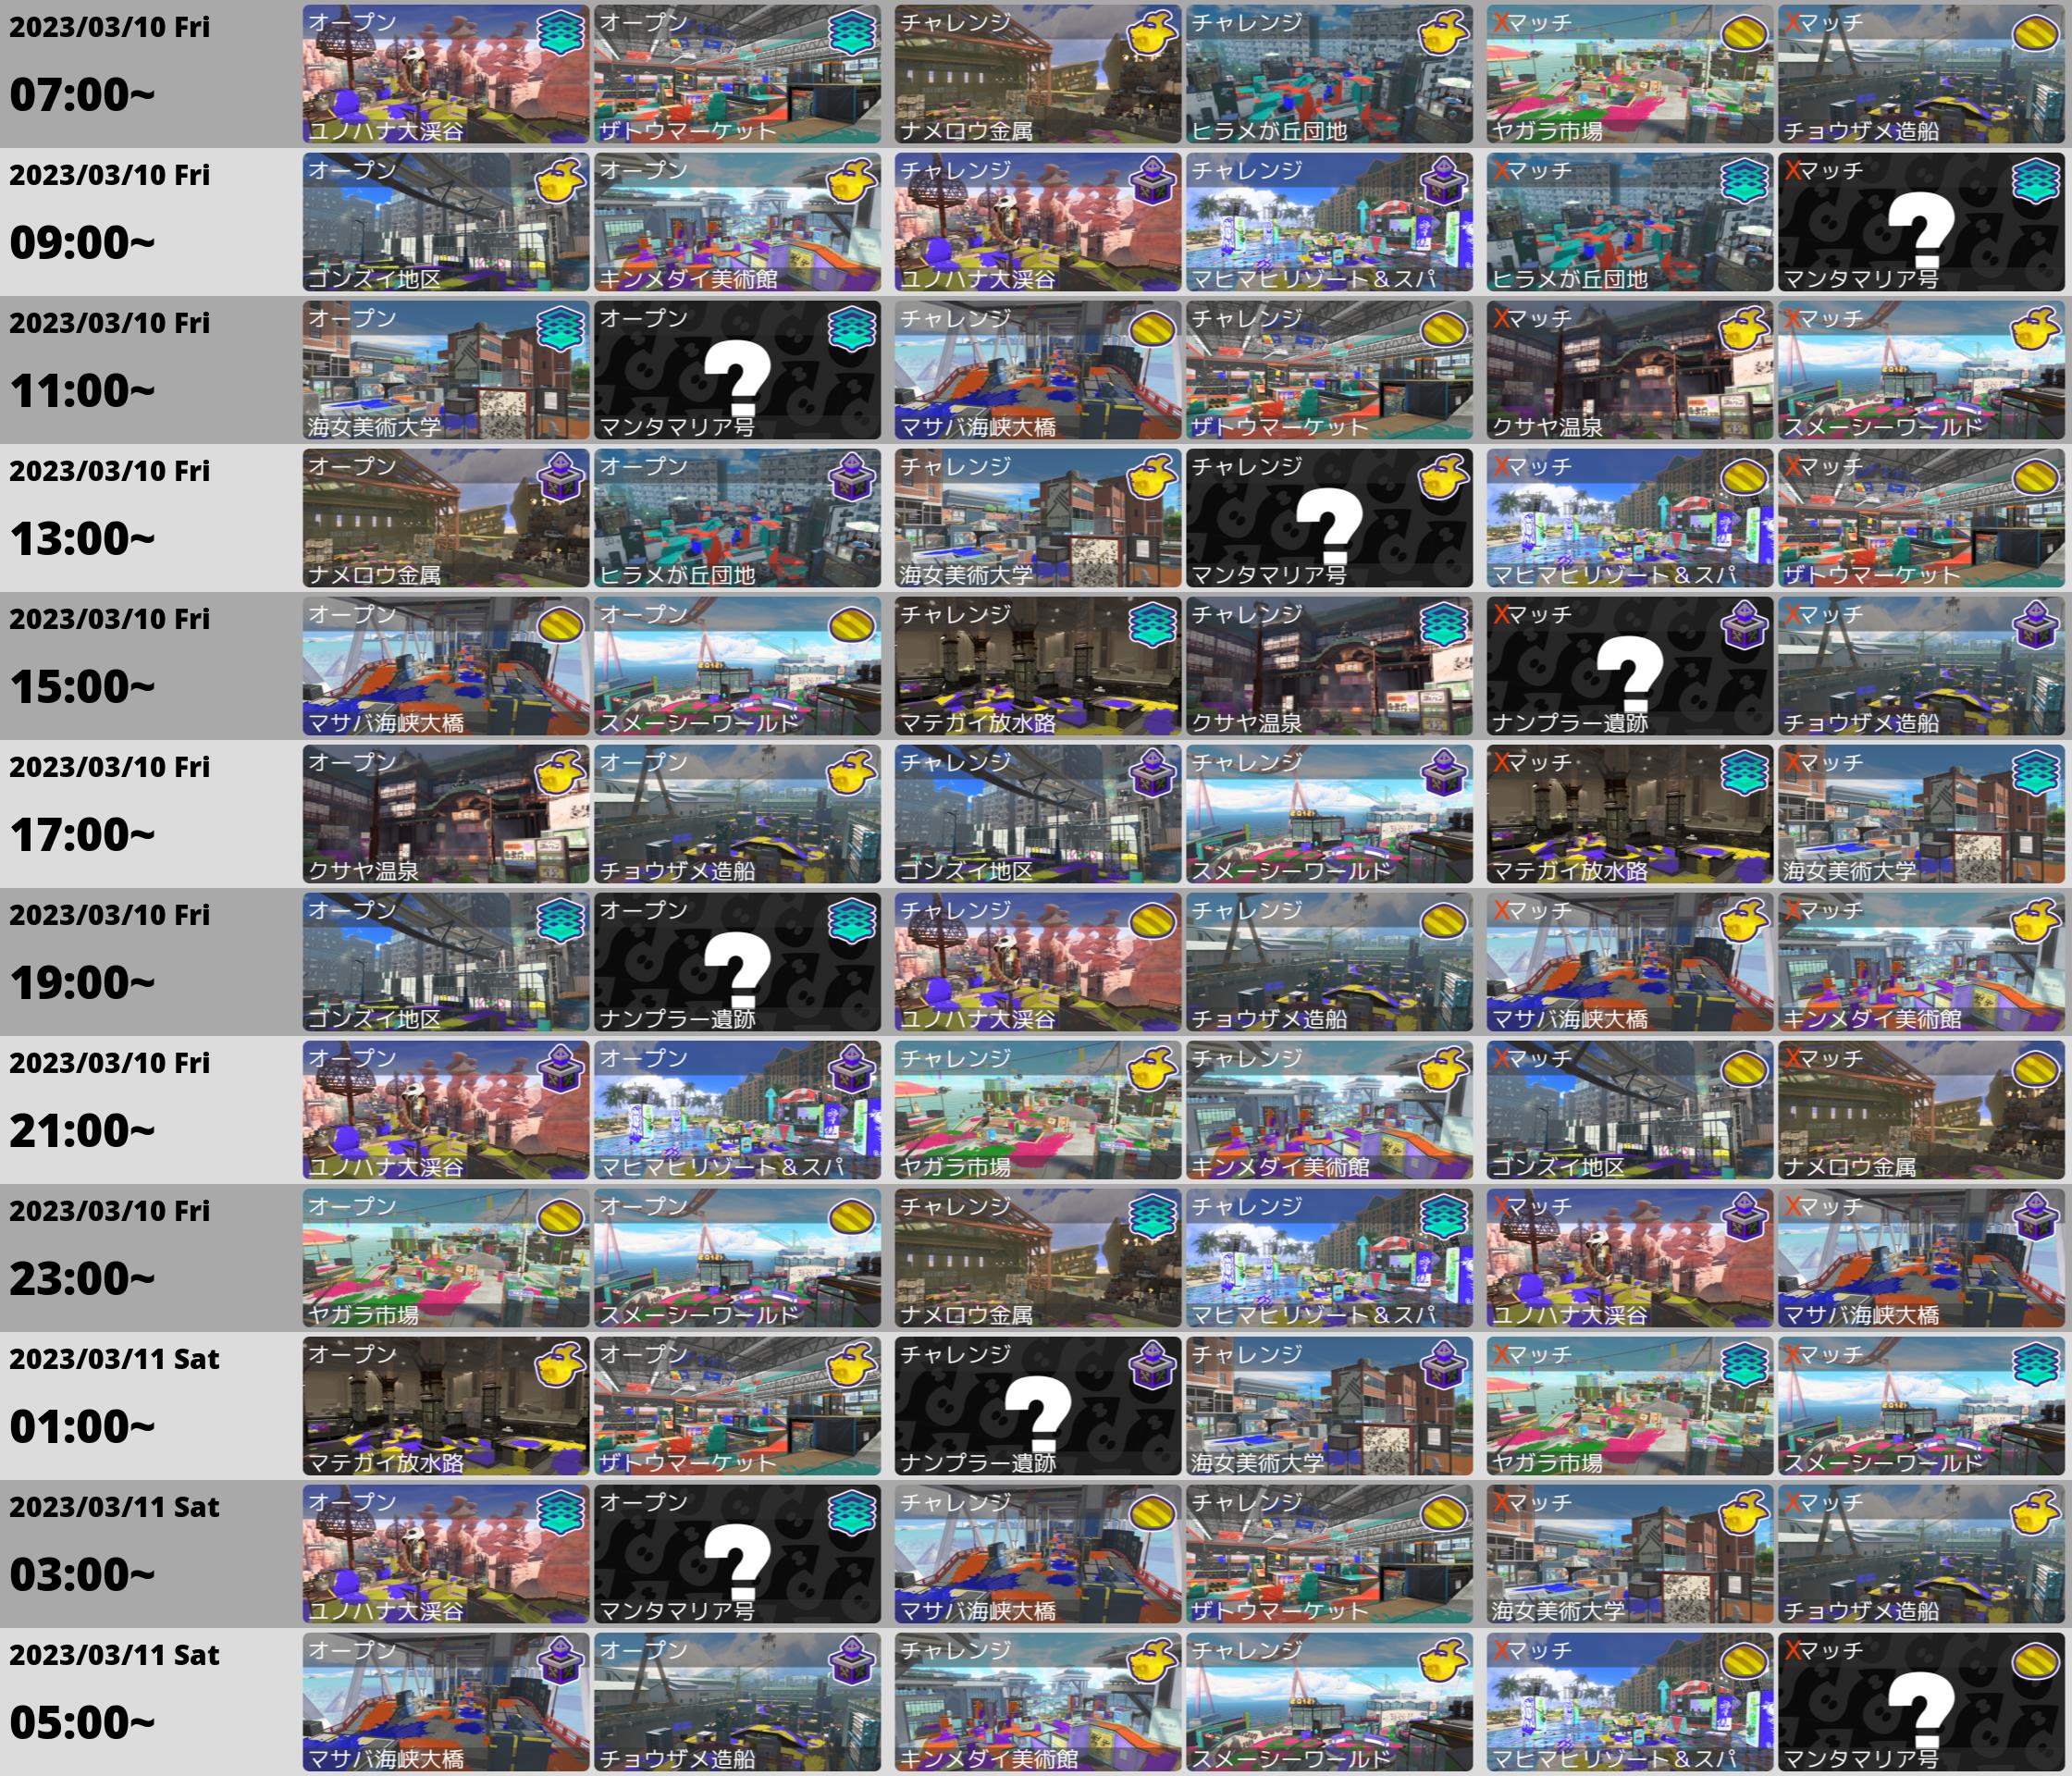 2023/03/10 Fri
07:00~
オープン オープン チャレンジ チャレンジ Xマッチ Xマッチ
ユノハナ大渓谷 ザトウマーケット ナメロウ金属 ヒラメが丘団地 ヤガラ市場 チョウザメ造船
2023/03/10 Fri
09:00~
オープン オープン チャレンジ チャレンジ Xマッチ Xマッチ
ゴンズイ地区 キンメダイ美術館 ユノハナ大渓谷 マヒマヒリゾート&スパ ヒラメが丘団地 マンタマリア号
2023/03/10 Fri
11:00~
オープン オープン チャレンジ チャレンジ Xマッチ Xマッチ
海女美術大学 マンタマリア号 マサバ海峡大橋 ザトウマーケット クサヤ温泉 スメーシーワールド
2023/03/10 Fri
13:00~
オープン オープン チャレンジ チャレンジ Xマッチ Xマッチ
ナメロウ金属 ヒラメが丘団地 海女美術大学 マンタマリア号 マヒマヒリゾート&スパ ザトウマーケット
2023/03/10 Fri
15:00~
オープン オープン チャレンジ チャレンジ Xマッチ Xマッチ
マサバ海峡大橋 スメーシーワールド マテガイ放水路 クサヤ温泉 ナンプラー遺跡 チョウザメ造船
2023/03/10 Fri
17:00~
オープン オープン チャレンジ チャレンジ Xマッチ Xマッチ
クサヤ温泉 チョウザメ造船 ゴンズイ地区 スメーシーワールド マテガイ放水路 海女美術大学
2023/03/10 Fri
19:00~
オープン オープン チャレンジ チャレンジ Xマッチ Xマッチ
ゴンズイ地区 ナンプラー遺跡 ユノハナ大渓谷 チョウザメ造船 マサバ海峡大橋 キンメダイ美術館
2023/03/10 Fri
21:00~
オープン オープン チャレンジ チャレンジ Xマッチ Xマッチ
ユノハナ大渓谷 マヒマヒリゾート&スパ ヤガラ市場 キンメダイ美術館 ゴンズイ地区 ナメロウ金属
2023/03/10 Fri
23:00~
オープン オープン チャレンジ チャレンジ Xマッチ Xマッチ
ヤガラ市場 スメーシーワールド ナメロウ金属 マヒマヒリゾート&スパ ユノハナ大渓谷 マサバ海峡大橋
2023/03/11 Sat
01:00~
オープン オープン チャレンジ チャレンジ Xマッチ Xマッチ
マテガイ放水路 ザトウマーケット ナンプラー遺跡 海女美術大学 ヤガラ市場 スメーシーワールド
2023/03/11 Sat
03:00~
オープン オープン チャレンジ チャレンジ Xマッチ Xマッチ
ユノハナ大渓谷 マンタマリア号 マサバ海峡大橋 ザトウマーケット 海女美術大学 チョウザメ造船
2023/03/11 Sat
05:00~
オープン オープン チャレンジ チャレンジ Xマッチ Xマッチ
マサバ海峡大橋 チョウザメ造船 キンメダイ美術館 スメーシーワールド マヒマヒリゾート&スパ マンタマリア号